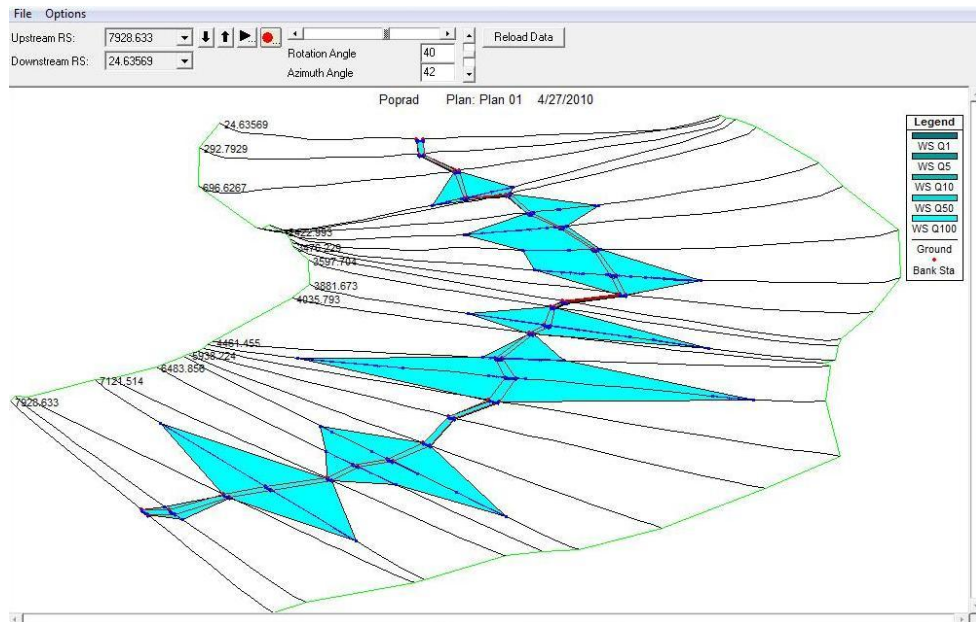 File Options
Upstream RS: 7928.633
Downstream RS: 24.63569
Rotation Angle 40
Azimuth Angle 42
Reload Data
Poprad Plan: Plan 01 4/27/2010
Legend
WS Q1
WS Q5
WS Q10
WS Q50
WS Q100
Ground
Bank Sta
24.63569
292.7929
696.6267
3597.704
3881.673
4035.793
4461.455
5938.224
6483.856
7121.514
7928.633